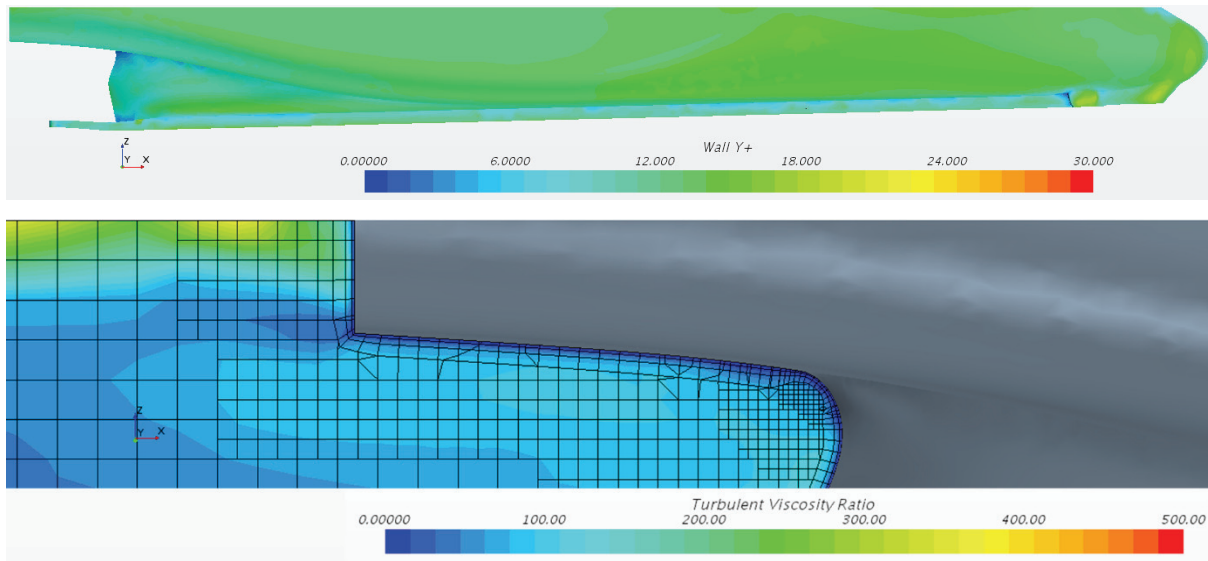 Z
Y X
Wall Y+
0.00000 6.0000 12.000 18.000 24.000 30.000
Z
Y X
Turbulent Viscosity Ratio
0.00000 100.00 200.00 300.00 400.00 500.00